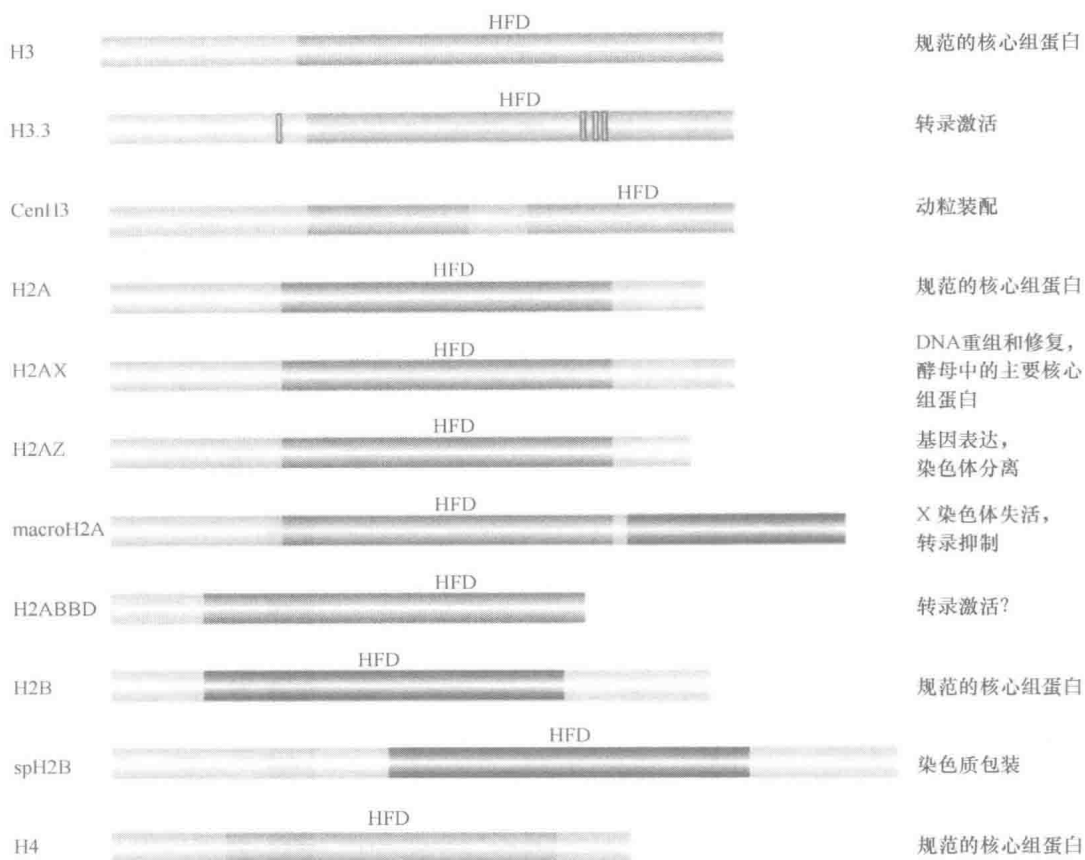 HFD
H3
规范的核心组蛋白
HFD
H3.3
转录激活
HFD
CenH3
动粒装配
HFD
H2A
规范的核心组蛋白
HFD
H2AX
DNA重组和修复，
酵母中的主要核心
组蛋白
HFD
H2AZ
基因表达，
染色体分离
HFD
macroH2A
X 染色体失活，
转录抑制
HFD
H2ABBD
转录激活？
HFD
H2B
规范的核心组蛋白
HFD
spH2B
染色质包装
HFD
H4
规范的核心组蛋白